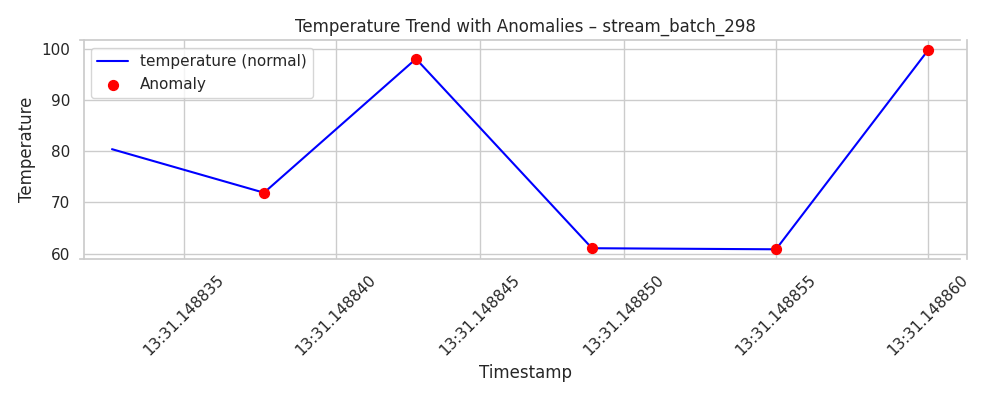 Temperature Trend with Anomalies – stream_batch_298
temperature (normal)
Anomaly
Temperature
100
90
80
70
60
13:31.148835
13:31.148840
13:31.148845
13:31.148850
13:31.148855
13:31.148860
Timestamp